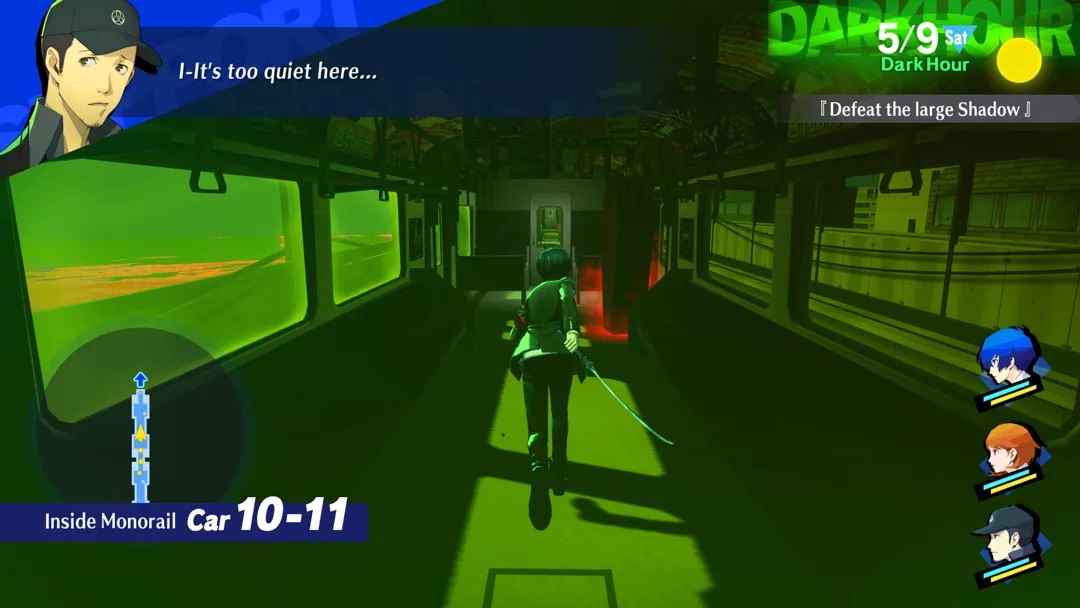 SUPPORT
I-It's too quiet here...
DARK HOUR
5/9 Sat
Dark Hour
『Defeat the large Shadow』
Inside Monorail Car 10-11